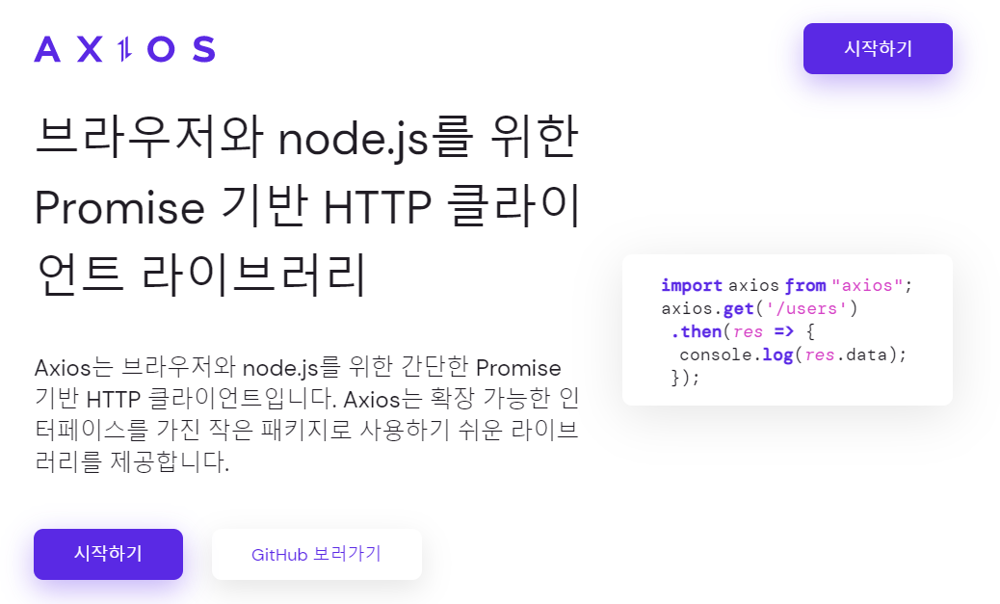 AXIOS
시작하기
브라우저와 node.js를 위한
Promise 기반 HTTP 클라이
언트 라이브러리
Axios는 브라우저와 node.js를 위한 간단한 Promise
기반 HTTP 클라이언트입니다. Axios는 확장 가능한 인
터페이스를 가진 작은 패키지로 사용하기 쉬운 라이브
러리를 제공합니다.
시작하기
GitHub 보러가기
import axios from "axios";
axios.get('/users')
.then(res => {
console.log(res.data);
});